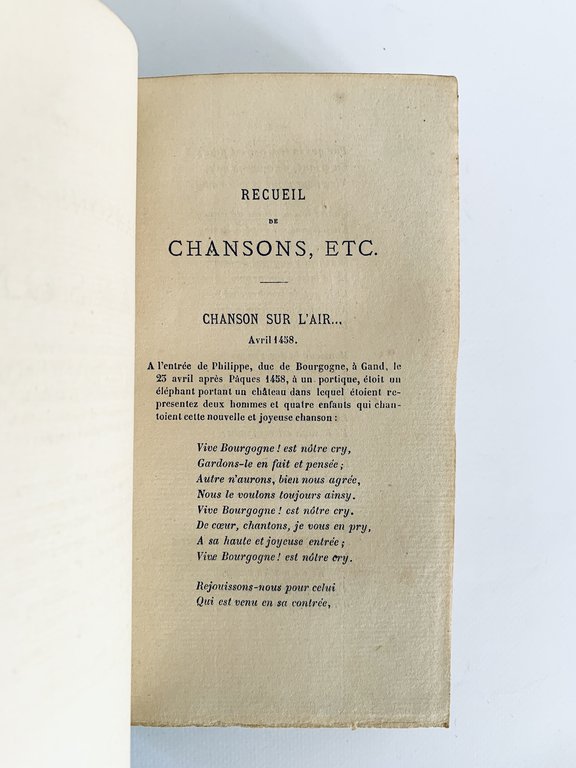 RECUEIL
DE
CHANSONS, ETC.
CHANSON SUR L'AIR...
Avril 1458.
A l'entrée de Philippe, duc de Bourgogne, à Gand, le
23 avril après Pâques 1458, à un portique, étoit un
éléphant portant un château dans lequel étoient re-
présentez deux hommes et quatre enfants qui chan-
toient cette nouvelle et joyeuse chanson :
Vive Bourgogne ! est nôtre cry,
Gardons-le en fait et pensée ;
Autre n'aurons, bien nous agrée,
Nous le voulons toujours ainsy.
Vive Bourgogne ! est nôtre cry.
De cœur, chantons, je vous en pry,
A sa haute et joyeuse entrée ;
Vive Bourgogne ! est nôtre cry.
Rejouissons-nous pour celui
Qui est venu en sa contrée,